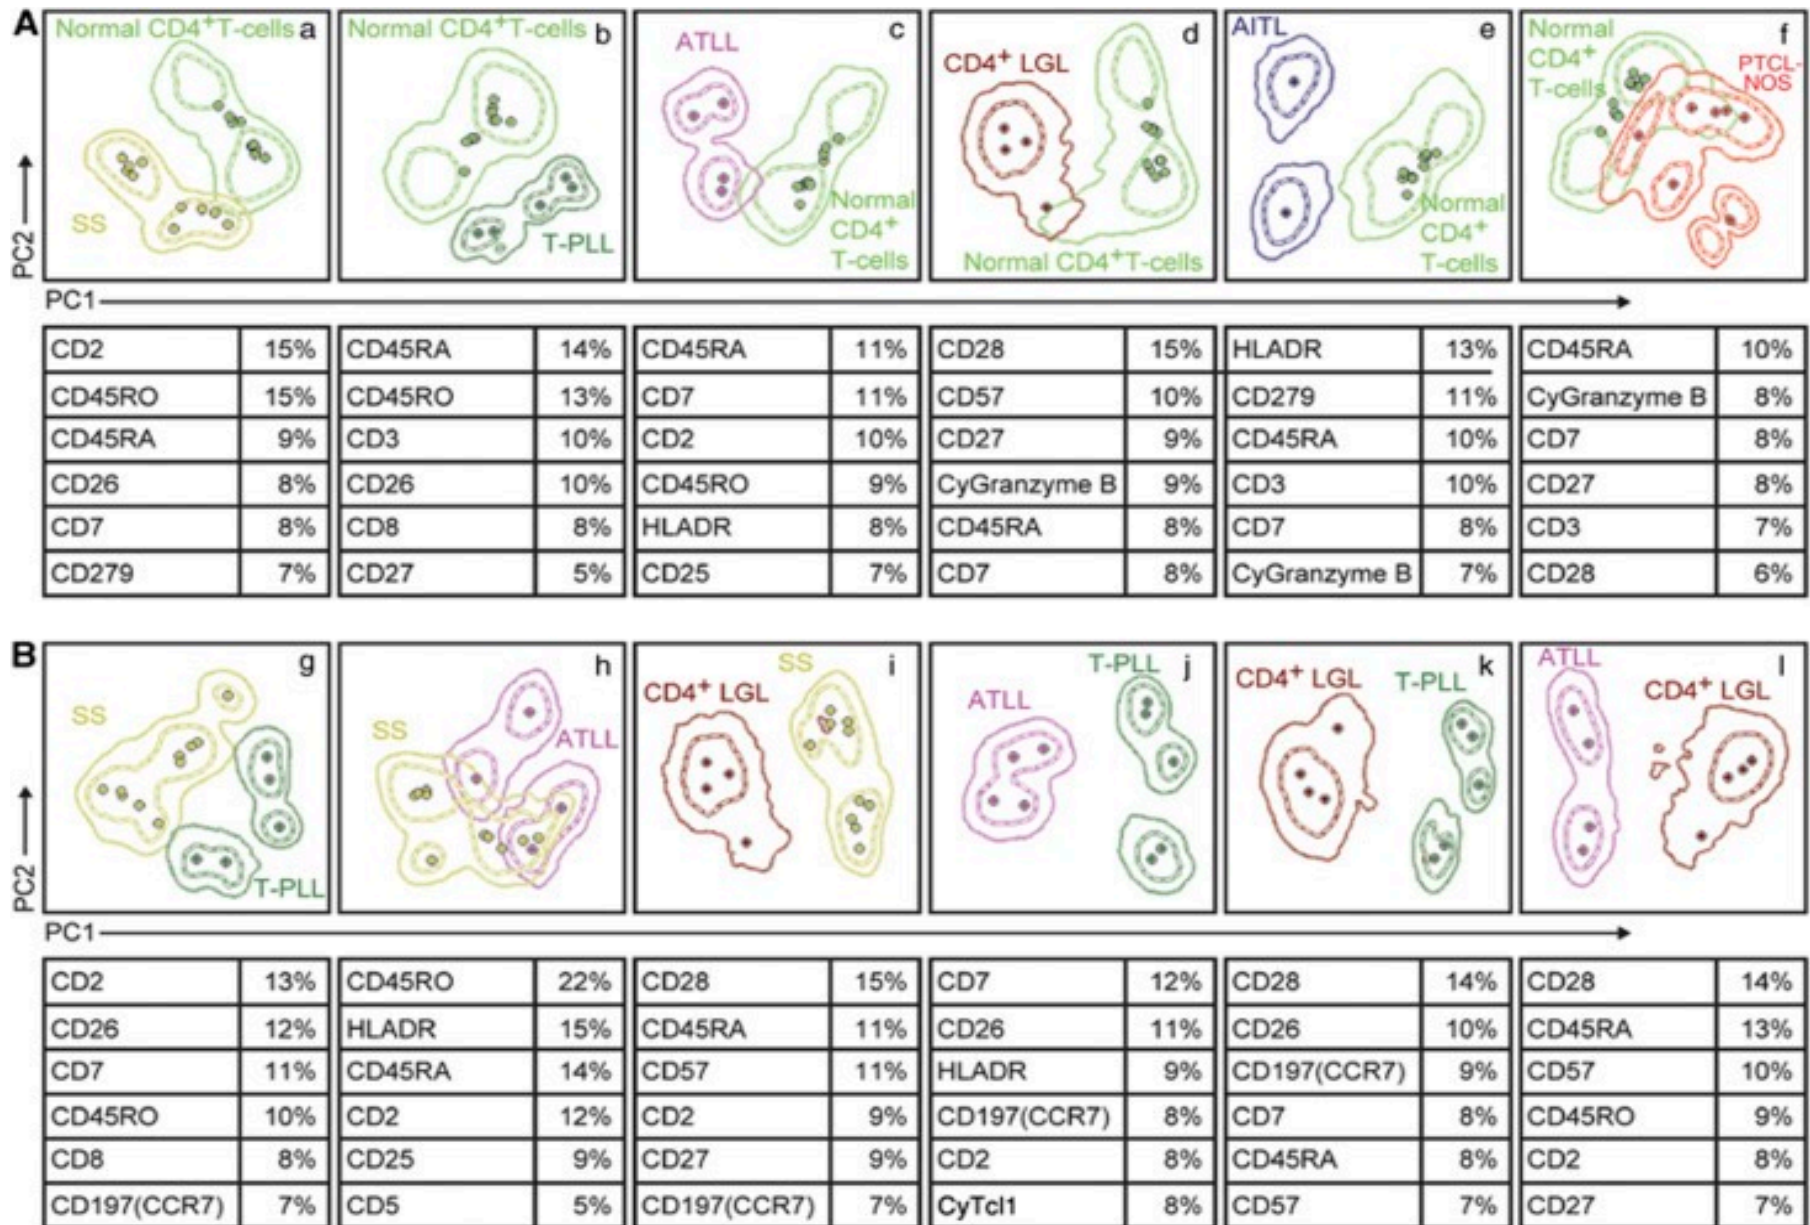 A
Normal CD4+T-cells a
SS
Normal CD4+T-cells b
T-PLL
ATLL c
Normal
CD4+
T-cells
CD4+ LGL d
Normal CD4+T-cells
AITL e
Normal
CD4+
T-cells
Normal f
CD4+
T-cells
PTCL-
NOS
PC2
PC1
CD2 15% CD45RA 14% CD45RA 11% CD28 15% HLADR 13% CD45RA 10%
CD45RO 15% CD45RO 13% CD7 11% CD57 10% CD279 11% CyGranzyme B 8%
CD45RA 9% CD3 10% CD2 10% CD27 9% CD45RA 10% CD7 8%
CD26 8% CD26 10% CD45RO 9% CyGranzyme B 9% CD3 10% CD27 8%
CD7 8% CD8 8% HLADR 8% CD45RA 8% CD7 8% CD3 7%
CD279 7% CD27 5% CD25 7% CD7 8% CyGranzyme B 7% CD28 6%
B
g
SS
T-PLL
h
SS
ATLL
SS i
CD4+ LGL
T-PLL j
ATLL
CD4+ LGL k
T-PLL
ATLL l
CD4+ LGL
PC2
PC1
CD2 13% CD45RO 22% CD28 15% CD7 12% CD28 14% CD28 14%
CD26 12% HLADR 15% CD45RA 11% CD26 11% CD26 10% CD45RA 13%
CD7 11% CD45RA 14% CD57 11% HLADR 9% CD197(CCR7) 9% CD57 10%
CD45RO 10% CD2 12% CD2 9% CD197(CCR7) 8% CD7 8% CD45RO 9%
CD8 8% CD25 9% CD27 9% CD2 8% CD45RA 8% CD2 8%
CD197(CCR7) 7% CD5 5% CD197(CCR7) 7% CyTcl1 8% CD57 7% CD27 7%